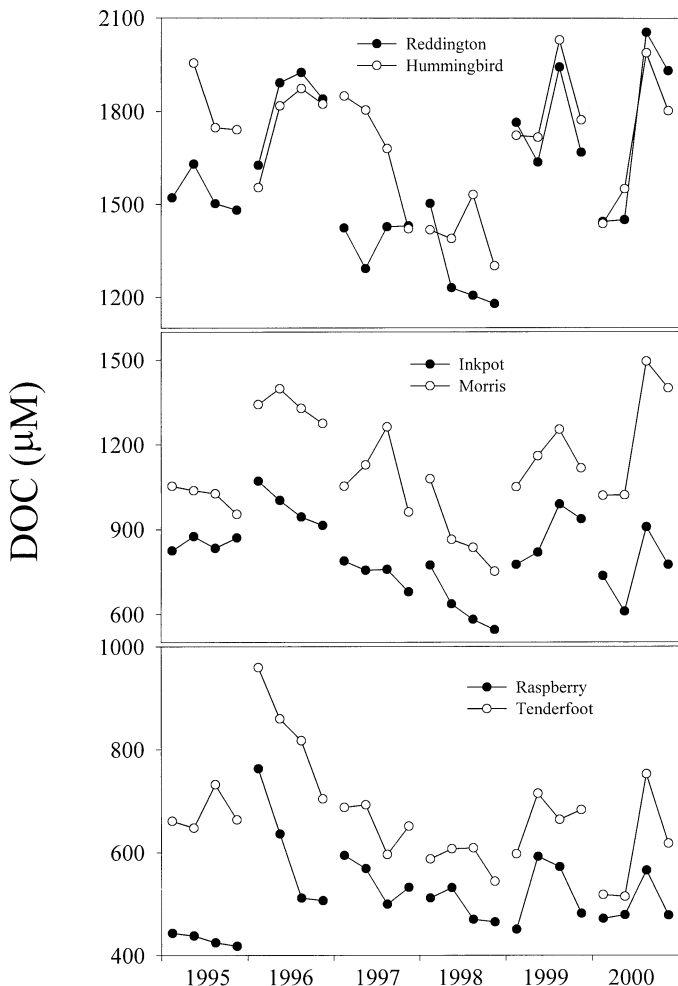 2100
1800
1500
1200
Reddington
Hummingbird
DOC (μM)
1500
1200
900
600
Inkpot
Morris
1000
800
600
400
Raspberry
Tenderfoot
1995 1996 1997 1998 1999 2000